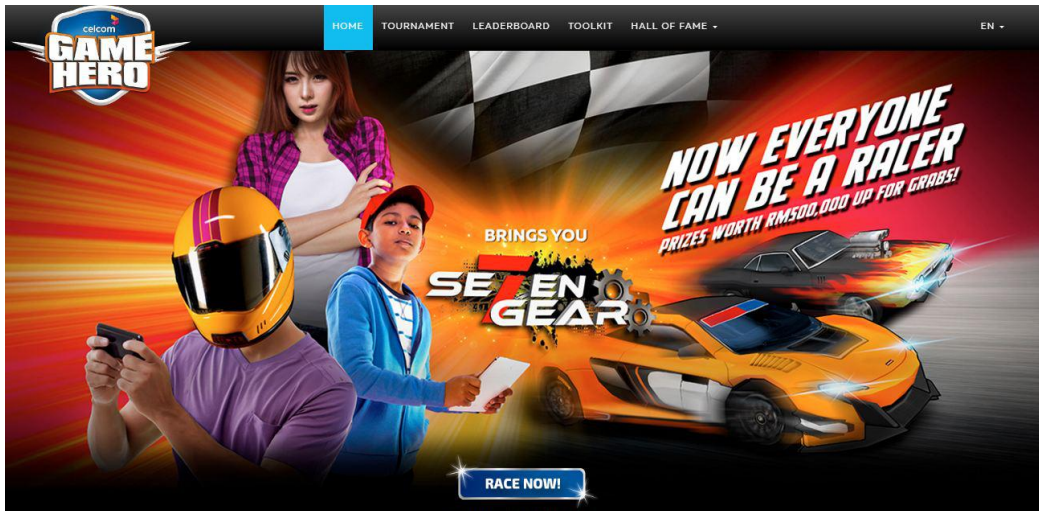 celcom
GAME
HERO
HOME
TOURNAMENT
LEADERBOARD
TOOLKIT
HALL OF FAME
EN
NOW EVERYONE
CAN BE A RACER
PRIZES WORTH RM500,000 UP FOR GRABS!
BRINGS YOU
SE7EN
GEAR
RACE NOW!